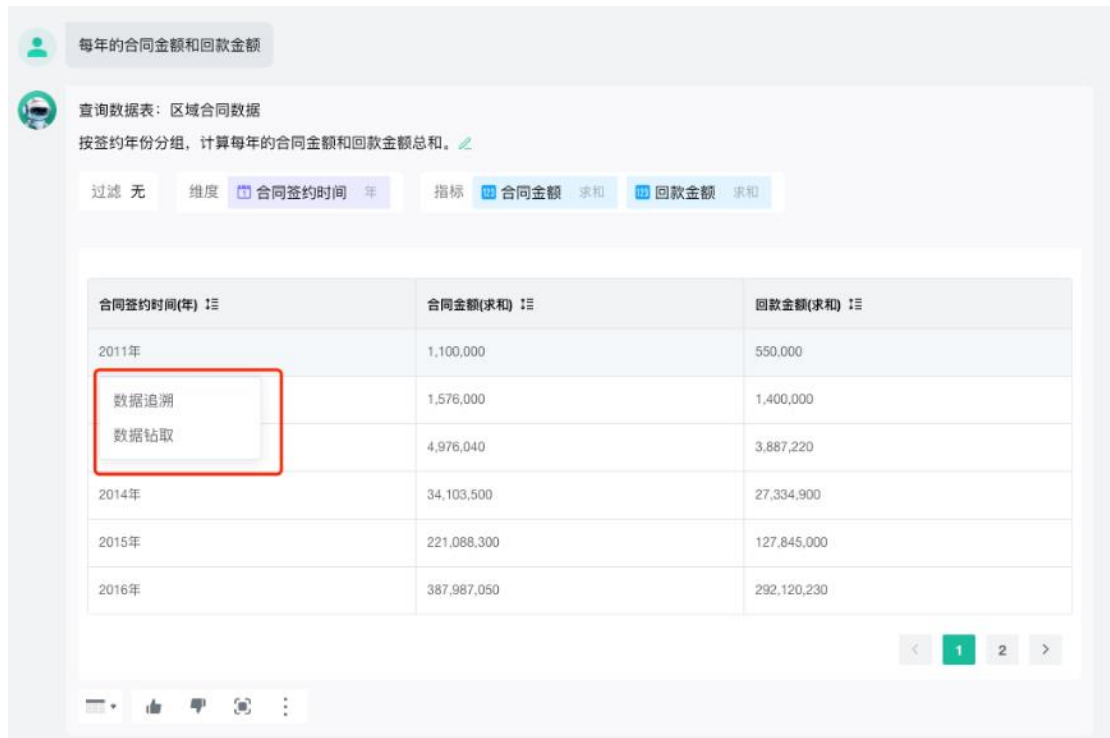 每年的合同金额和回款金额
查询数据表：区域合同数据
按签约年份分组，计算每年的合同金额和回款金额总和。
过滤 无 维度 合同签约时间 年 指标 123 合同金额 求和 123 回款金额 求和
合同签约时间(年) 合同金额(求和) 回款金额(求和)
2011年 1,100,000 550,000
数据追溯 1,576,000 1,400,000
数据钻取 4,976,040 3,887,220
2014年 34,103,500 27,334,900
2015年 221,088,300 127,845,000
2016年 387,987,050 292,120,230
1 2